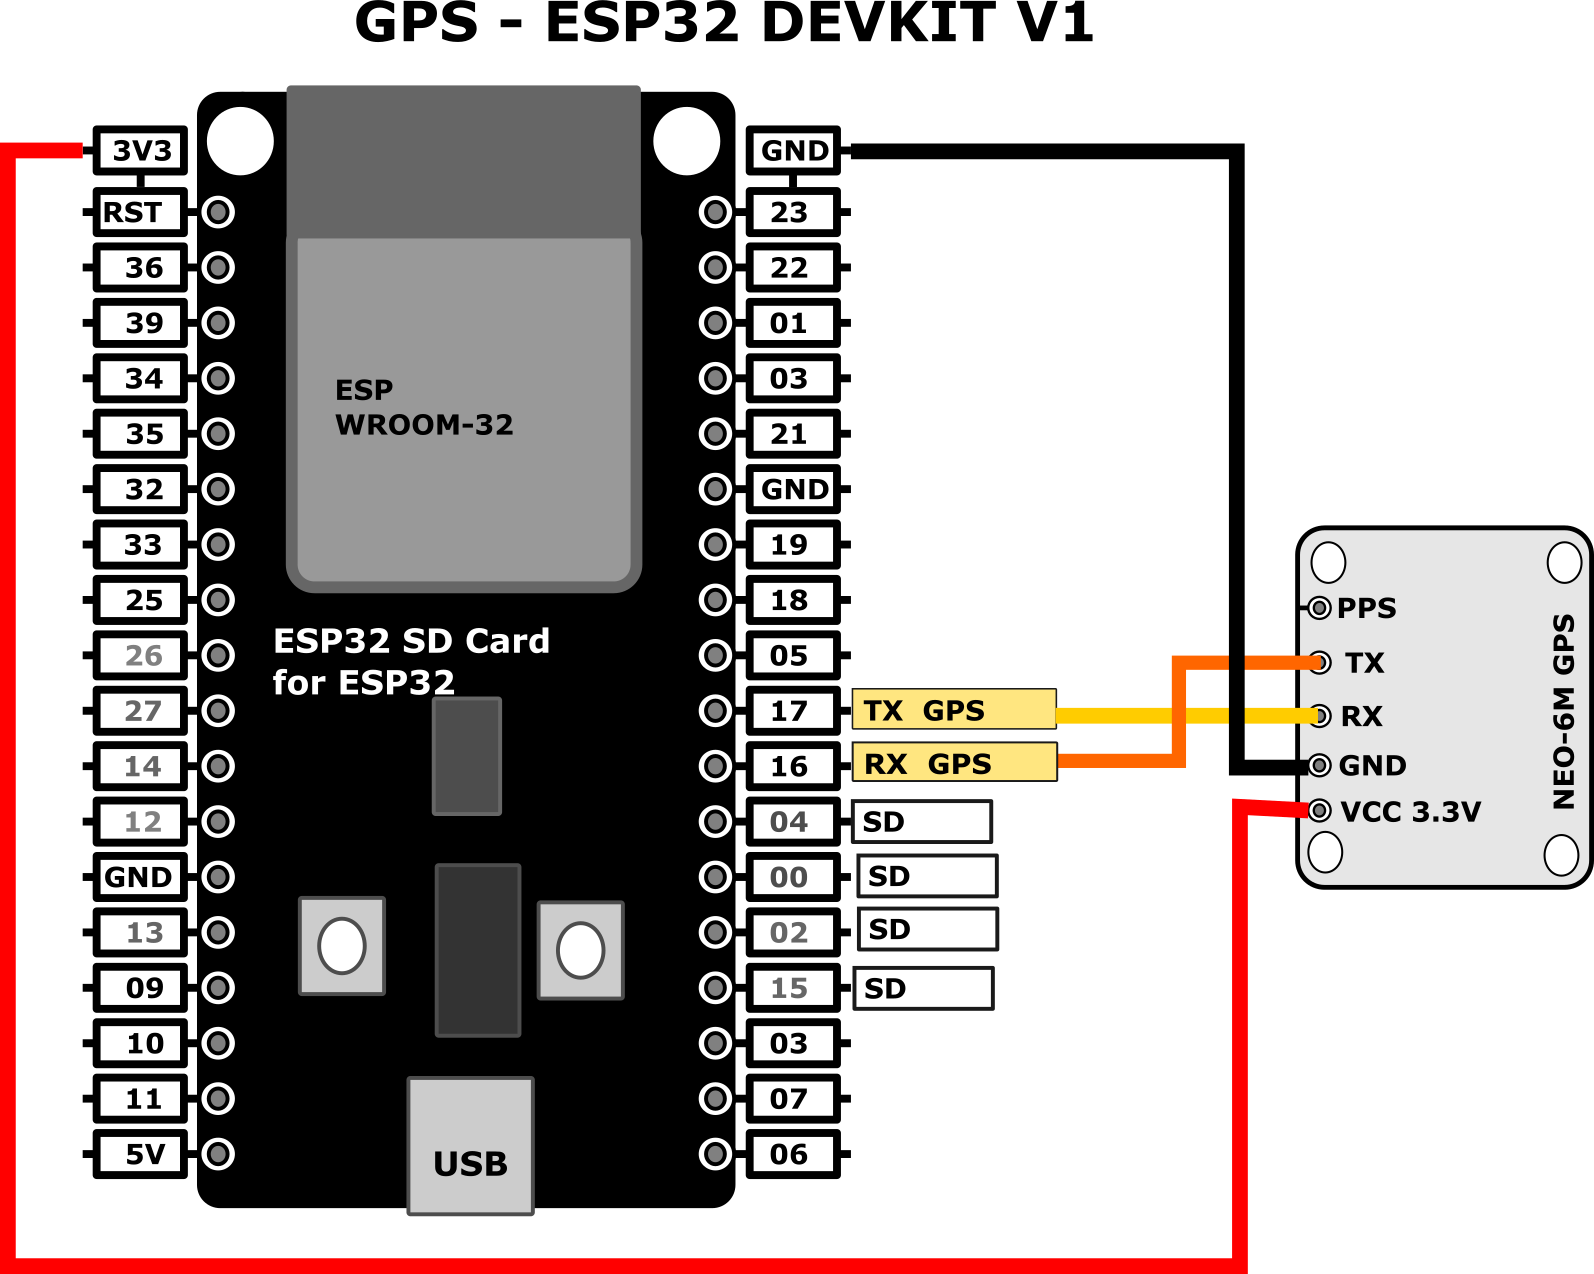 GPS - ESP32 DEVKIT V1
3V3
RST
36
39
34
35
32
33
25
26
27
14
12
GND
13
09
10
11
5V
ESP
WROOM-32
ESP32 SD Card
for ESP32
USB
GND
23
22
01
03
21
GND
19
18
05
17 TX GPS
16 RX GPS
04 SD
00 SD
02 SD
15 SD
03
07
06
PPS
TX
RX
GND
VCC 3.3V
NEO-6M GPS